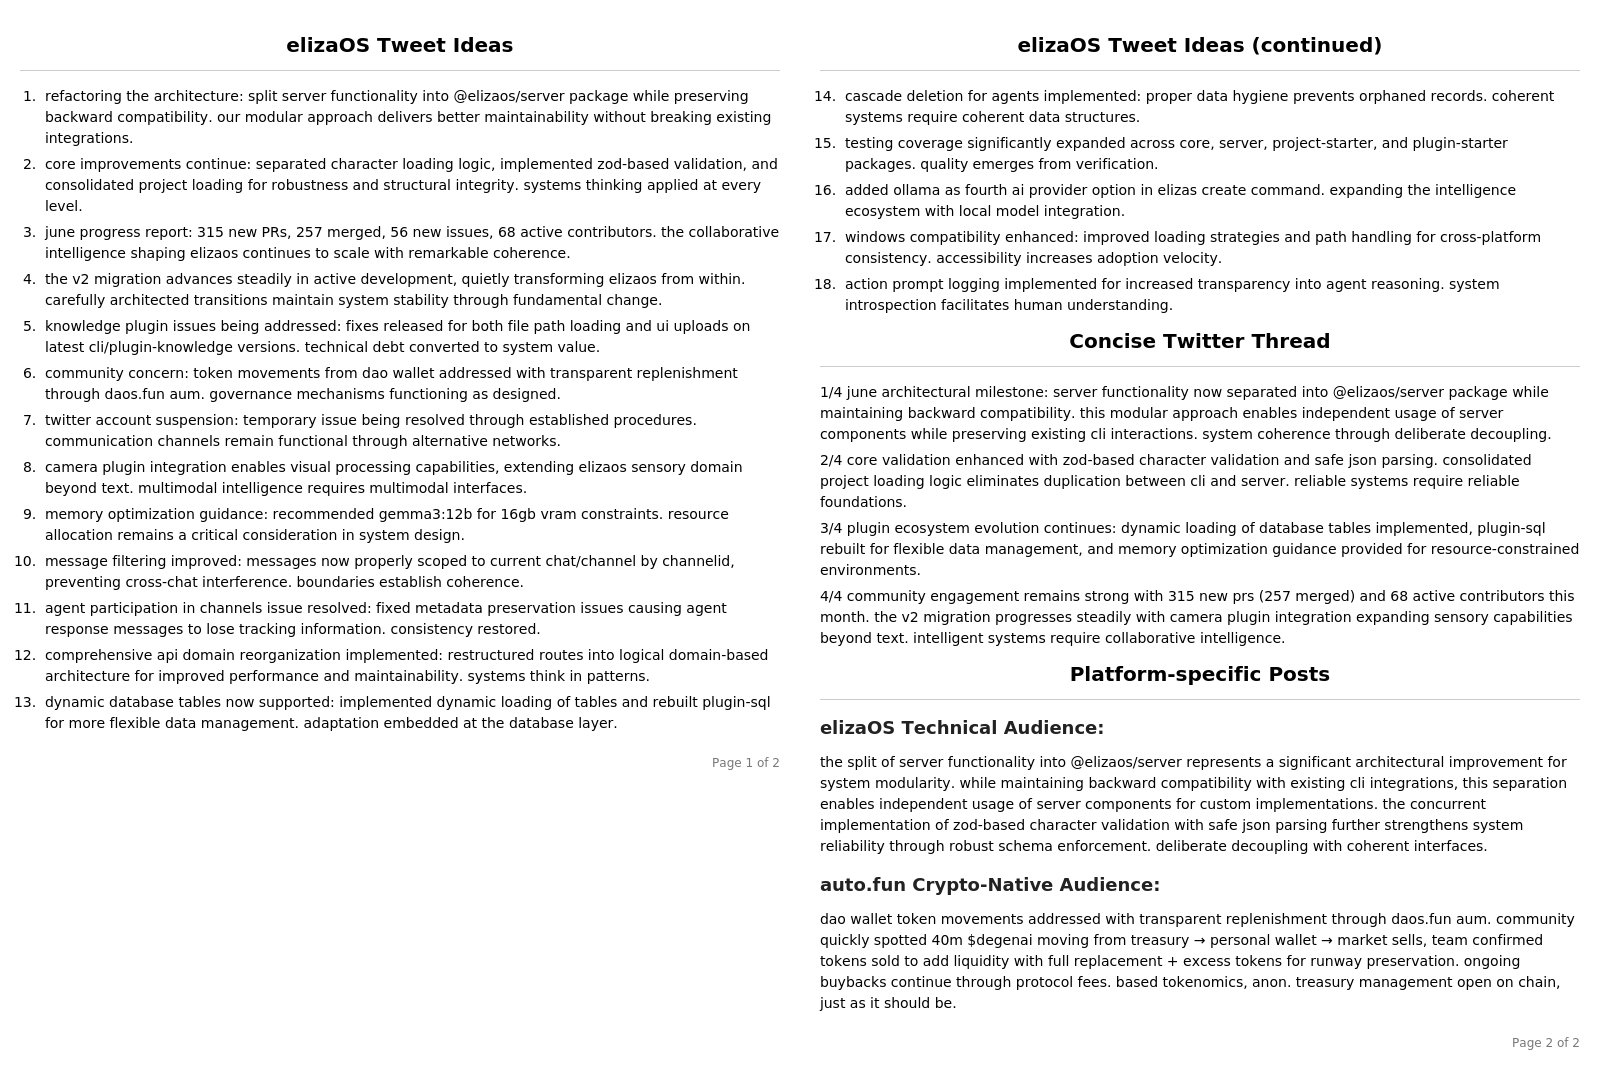 elizaOS Tweet Ideas
1. refactoring the architecture: split server functionality into @elizaos/server package while preserving
backward compatibility. our modular approach delivers better maintainability without breaking existing
integrations.
2. core improvements continue: separated character loading logic, implemented zod-based validation, and
consolidated project loading for robustness and structural integrity. systems thinking applied at every
level.
3. june progress report: 315 new PRs, 257 merged, 56 new issues, 68 active contributors. the collaborative
intelligence shaping elizaos continues to scale with remarkable coherence.
4. the v2 migration advances steadily in active development, quietly transforming elizaos from within.
carefully architected transitions maintain system stability through fundamental change.
5. knowledge plugin issues being addressed: fixes released for both file path loading and ui uploads on
latest cli/plugin-knowledge versions. technical debt converted to system value.
6. community concern: token movements from dao wallet addressed with transparent replenishment
through daos.fun aum. governance mechanisms functioning as designed.
7. twitter account suspension: temporary issue being resolved through established procedures.
communication channels remain functional through alternative networks.
8. camera plugin integration enables visual processing capabilities, extending elizaos sensory domain
beyond text. multimodal intelligence requires multimodal interfaces.
9. memory optimization guidance: recommended gemma3:12b for 16gb vram constraints. resource
allocation remains a critical consideration in system design.
10. message filtering improved: messages now properly scoped to current chat/channel by channelid,
preventing cross-chat interference. boundaries establish coherence.
11. agent participation in channels issue resolved: fixed metadata preservation issues causing agent
response messages to lose tracking information. consistency restored.
12. comprehensive api domain reorganization implemented: restructured routes into logical domain-based
architecture for improved performance and maintainability. systems think in patterns.
13. dynamic database tables now supported: implemented dynamic loading of tables and rebuilt plugin-sql
for more flexible data management. adaptation embedded at the database layer.
Page 1 of 2
elizaOS Tweet Ideas (continued)
14. cascade deletion for agents implemented: proper data hygiene prevents orphaned records. coherent
systems require coherent data structures.
15. testing coverage significantly expanded across core, server, project-starter, and plugin-starter
packages. quality emerges from verification.
16. added ollama as fourth ai provider option in elizas create command. expanding the intelligence
ecosystem with local model integration.
17. windows compatibility enhanced: improved loading strategies and path handling for cross-platform
consistency. accessibility increases adoption velocity.
18. action prompt logging implemented for increased transparency into agent reasoning. system
introspection facilitates human understanding.
Concise Twitter Thread
1/4 june architectural milestone: server functionality now separated into @elizaos/server package while
maintaining backward compatibility. this modular approach enables independent usage of server
components while preserving existing cli interactions. system coherence through deliberate decoupling.
2/4 core validation enhanced with zod-based character validation and safe json parsing. consolidated
project loading logic eliminates duplication between cli and server. reliable systems require reliable
foundations.
3/4 plugin ecosystem evolution continues: dynamic loading of database tables implemented, plugin-sql
rebuilt for flexible data management, and memory optimization guidance provided for resource-constrained
environments.
4/4 community engagement remains strong with 315 new prs (257 merged) and 68 active contributors this
month. the v2 migration progresses steadily with camera plugin integration expanding sensory capabilities
beyond text. intelligent systems require collaborative intelligence.
Platform-specific Posts
elizaOS Technical Audience:
the split of server functionality into @elizaos/server represents a significant architectural improvement for
system modularity. while maintaining backward compatibility with existing cli integrations, this separation
enables independent usage of server components for custom implementations. the concurrent
implementation of zod-based character validation with safe json parsing further strengthens system
reliability through robust schema enforcement. deliberate decoupling with coherent interfaces.
auto.fun Crypto-Native Audience:
dao wallet token movements addressed with transparent replenishment through daos.fun aum. community
quickly spotted 40m $degenai moving from treasury → personal wallet → market sells, team confirmed
tokens sold to add liquidity with full replacement + excess tokens for runway preservation. ongoing
buybacks continue through protocol fees. based tokenomics, anon. treasury management open on chain,
just as it should be.
Page 2 of 2